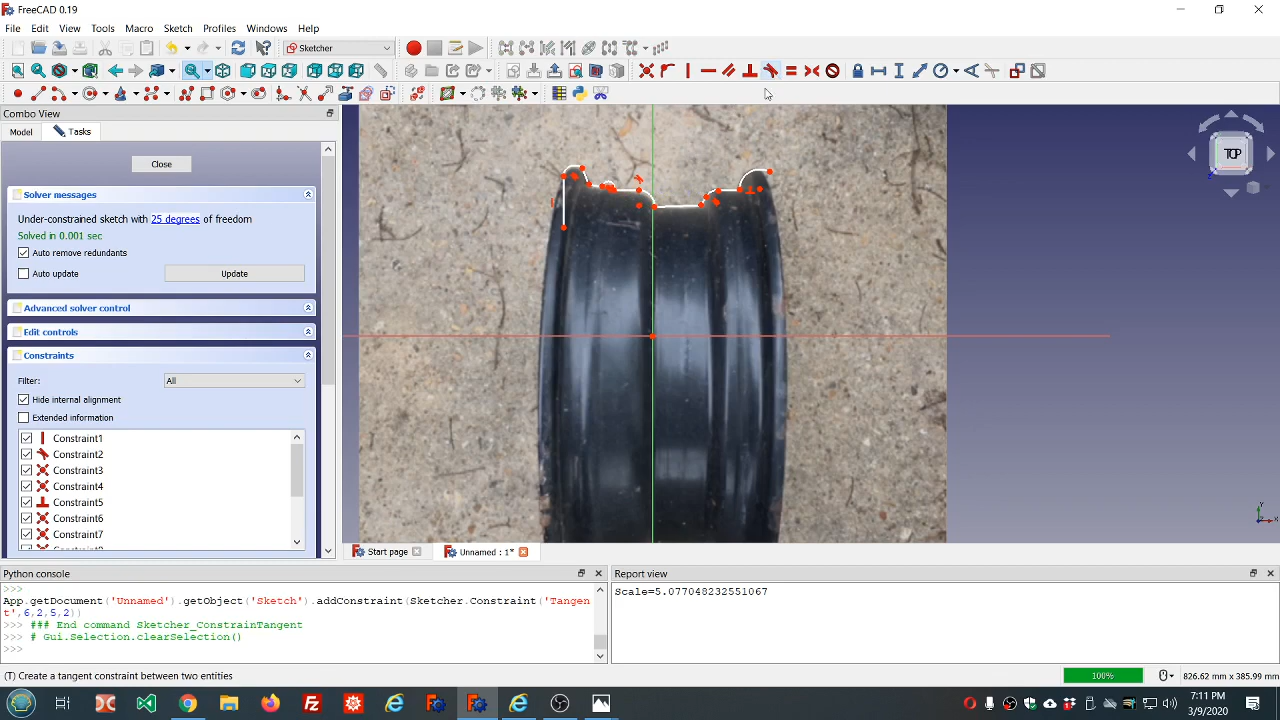 FreeCAD 0.19
File Edit View Tools Macro Sketch Windows Help
Sketcher
Combo View
Model Tasks
Close
Solver messages
Under-constrained sketch with 25 degrees of freedom
Solved in 0.001 sec
Auto remove redundants
Auto update Update
Advanced solver control
Edit controls
Constraints
Filter: All
Hide internal alignment
Extended information
Constraint1
Constraint2
Constraint3
Constraint4
Constraint5
Constraint6
Constraint7
TOP
Start page Unnamed : 1*
Python console
>>>
App.getDocument('Unnamed').getObject('Sketch').addConstraint(Sketcher.Constraint('Tangen
t',6,2,5,2))
>>> ### End command Sketcher_ConstrainTangent
>>> # Gui.Selection.clearSelection()
>>>
Report view
Scale=5.077048232551067
(T) Create a tangent constraint between two entities
100%
826.62 mm x 385.99 mm
7:11 PM
3/9/2020